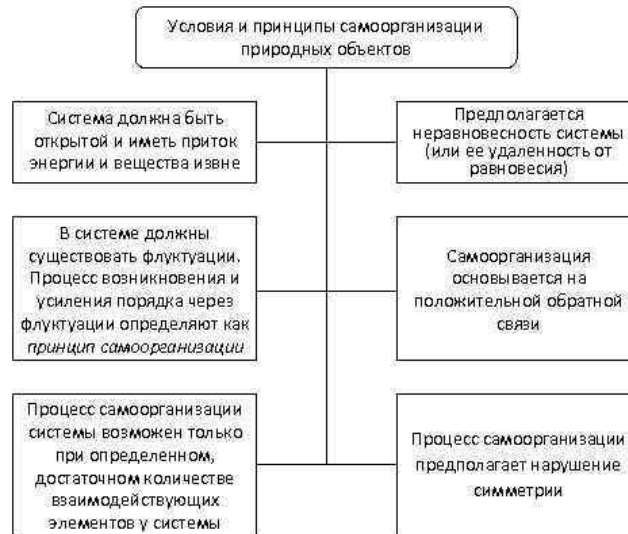 Условия и принципы самоорганизации
природных объектов
Система должна быть
открытой и иметь приток
энергии и вещества извне
Предполагается
неравновесность системы
(или ее удаленность от
равновесия)
В системе должны
существовать флуктуации.
Процесс возникновения и
усиления порядка через
флуктуации определяют как
принцип самоорганизации
Самоорганизация
основывается на
положительной обратной
связи
Процесс самоорганизации
системы возможен только
при определенном,
достаточном количестве
взаимодействующих
элементов у системы
Процесс самоорганизации
предполагает нарушение
симметрии